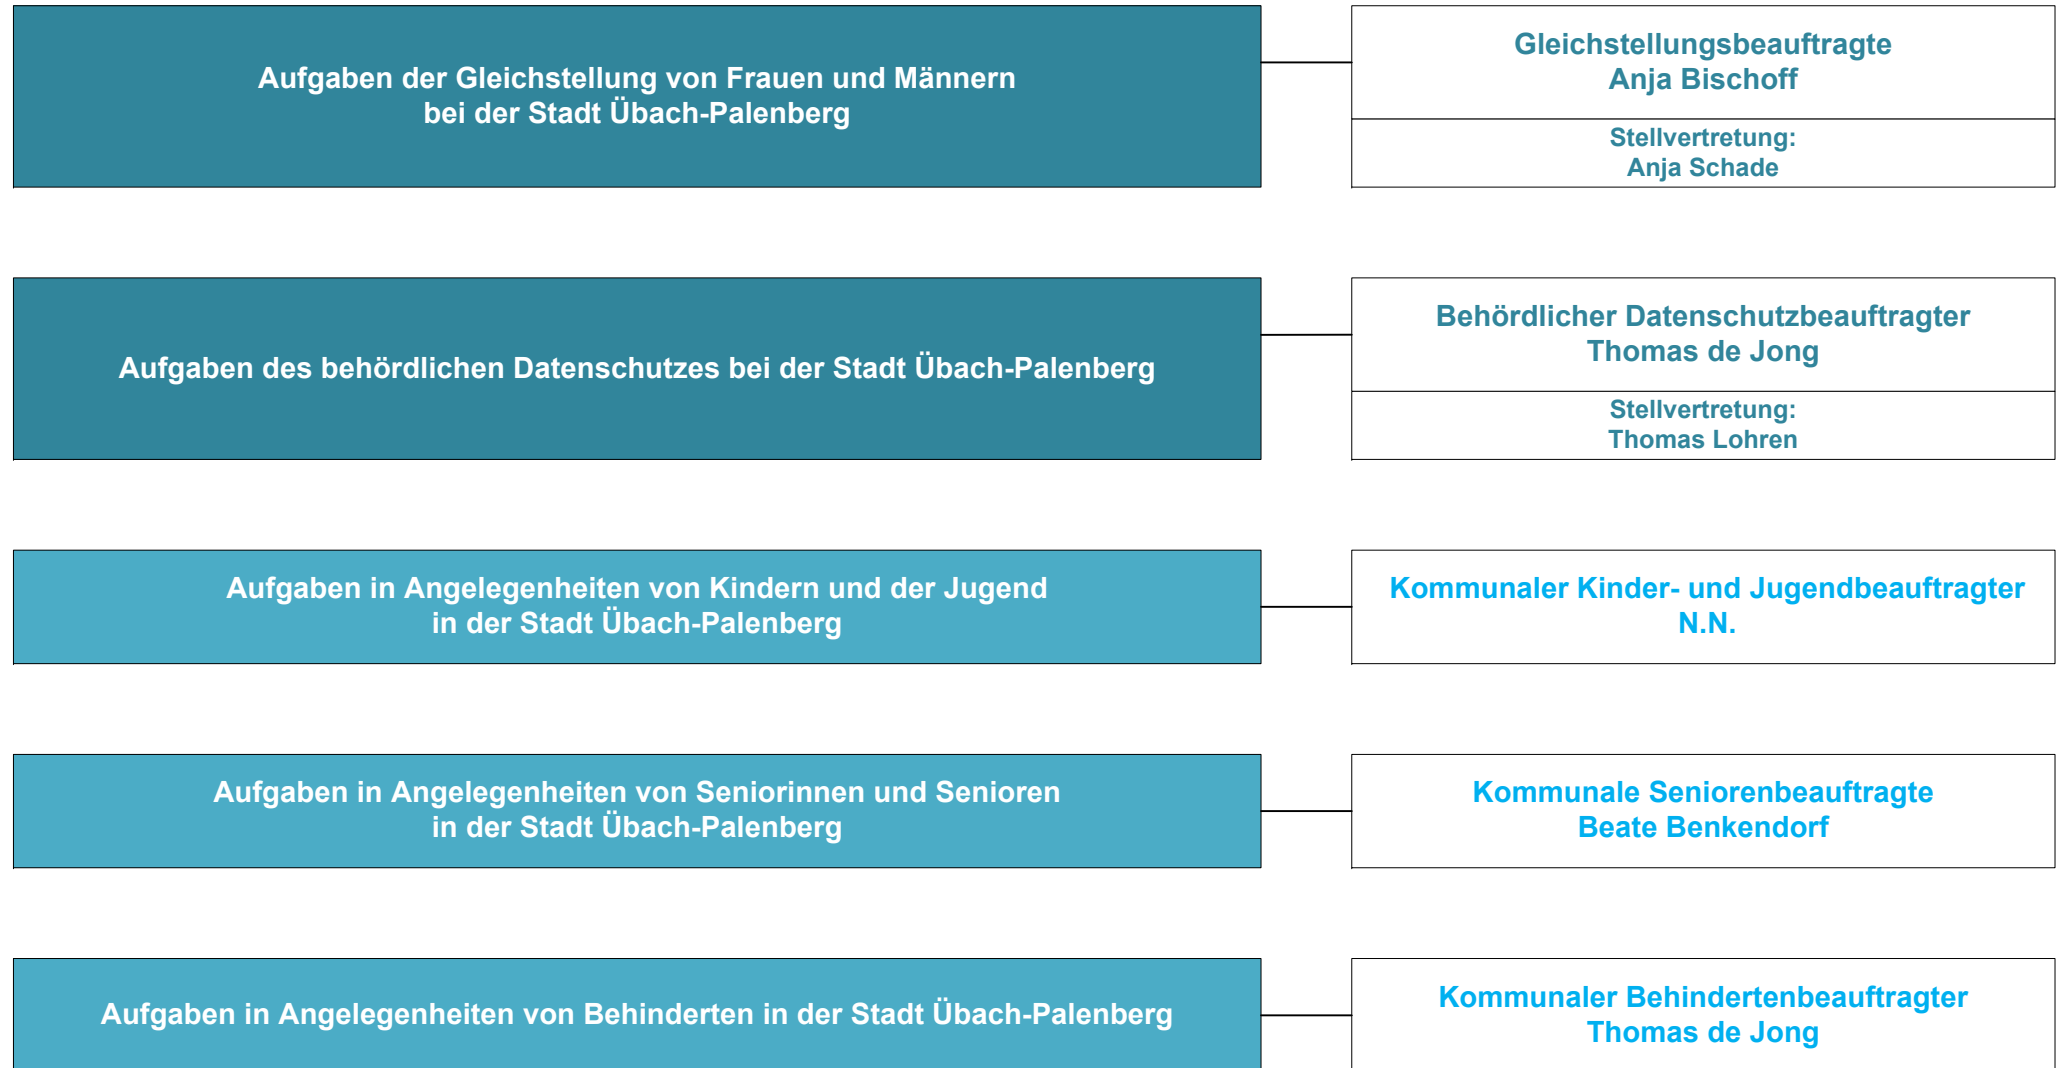 Aufgaben der Gleichstellung von Frauen und Männern
bei der Stadt Übach-Palenberg
Gleichstellungsbeauftragte
Anja Bischoff
Stellvertretung:
Anja Schade
Aufgaben des behördlichen Datenschutzes bei der Stadt Übach-Palenberg
Behördlicher Datenschutzbeauftragter
Thomas de Jong
Stellvertretung:
Thomas Lohren
Aufgaben in Angelegenheiten von Kindern und der Jugend
in der Stadt Übach-Palenberg
Kommunaler Kinder- und Jugendbeauftragter
N.N.
Aufgaben in Angelegenheiten von Seniorinnen und Senioren
in der Stadt Übach-Palenberg
Kommunale Seniorenbeauftragte
Beate Benkendorf
Aufgaben in Angelegenheiten von Behinderten in der Stadt Übach-Palenberg
Kommunaler Behindertenbeauftragter
Thomas de Jong